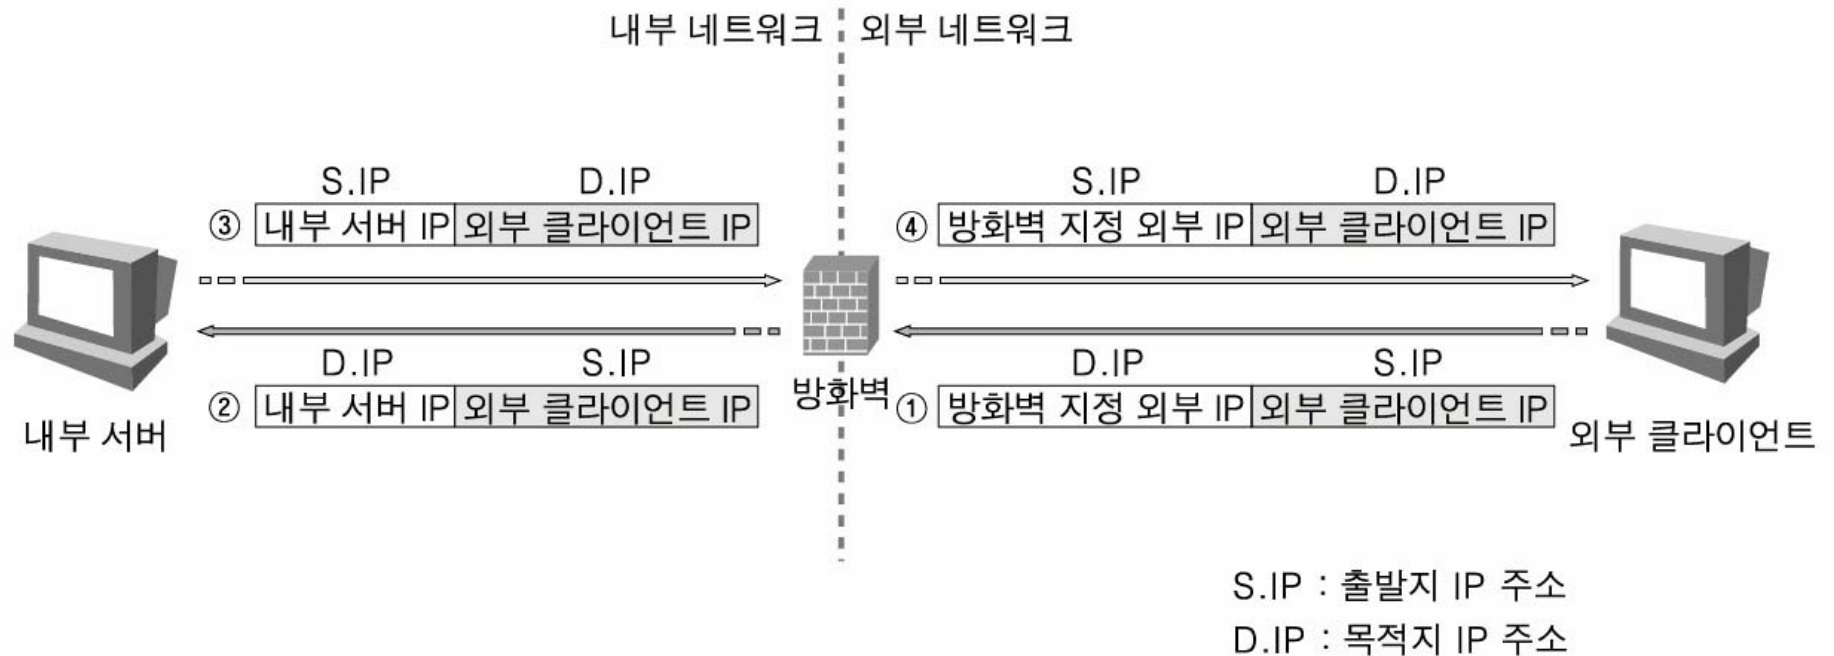 내부 네트워크 외부 네트워크
S.IP D.IP
③ 내부 서버 IP 외부 클라이언트 IP
S.IP D.IP
④ 방화벽 지정 외부 IP 외부 클라이언트 IP
D.IP S.IP
② 내부 서버 IP 외부 클라이언트 IP
방화벽
D.IP S.IP
① 방화벽 지정 외부 IP 외부 클라이언트 IP
내부 서버
외부 클라이언트
S.IP : 출발지 IP 주소
D.IP : 목적지 IP 주소